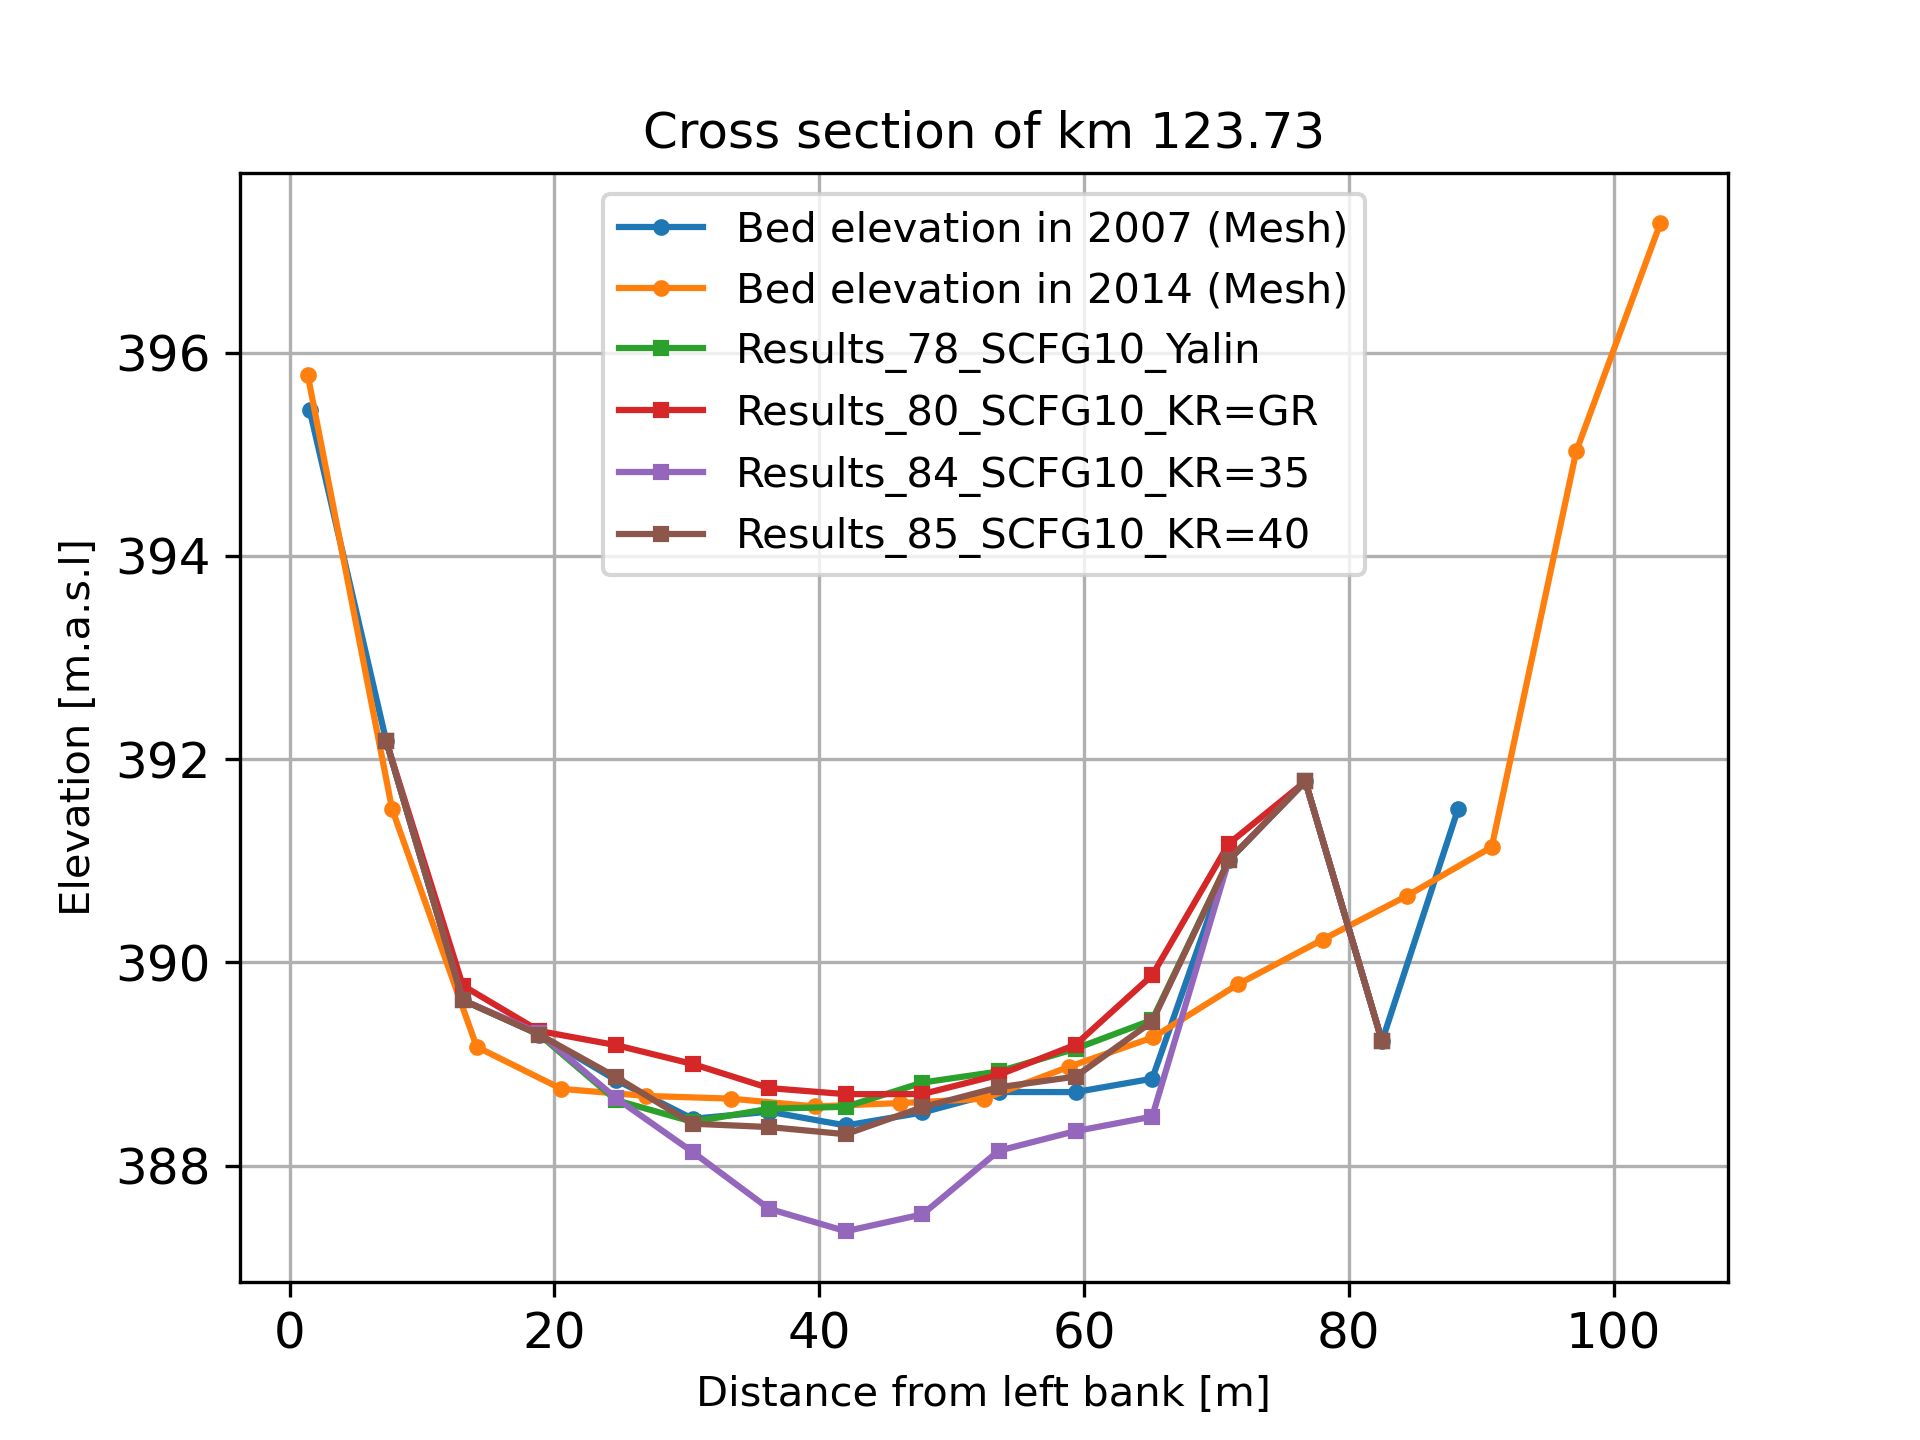 Cross section of km 123.73
Bed elevation in 2007 (Mesh)
Bed elevation in 2014 (Mesh)
Results_78_SCFG10_Yalin
Results_80_SCFG10_KR=GR
Results_84_SCFG10_KR=35
Results_85_SCFG10_KR=40
Elevation [m.a.s.l]
396
394
392
390
388
0 20 40 60 80 100
Distance from left bank [m]